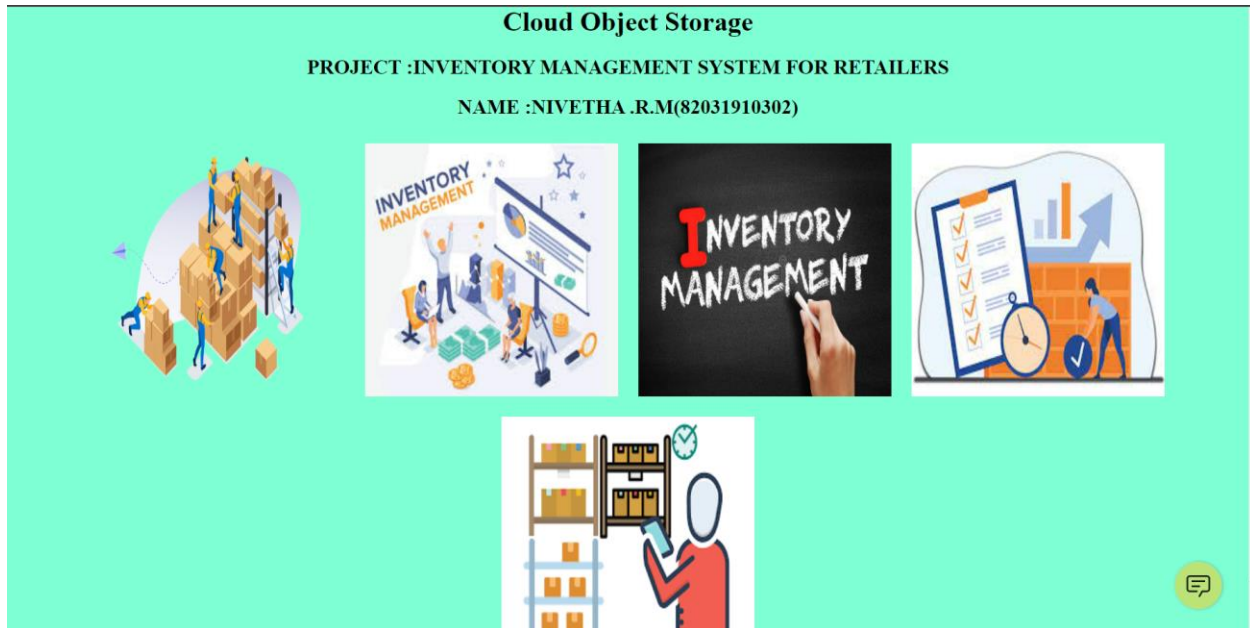 Cloud Object Storage
PROJECT :INVENTORY MANAGEMENT SYSTEM FOR RETAILERS
NAME :NIVETHA .R.M(82031910302)
INVENTORY
MANAGEMENT
INVENTORY
MANAGEMENT